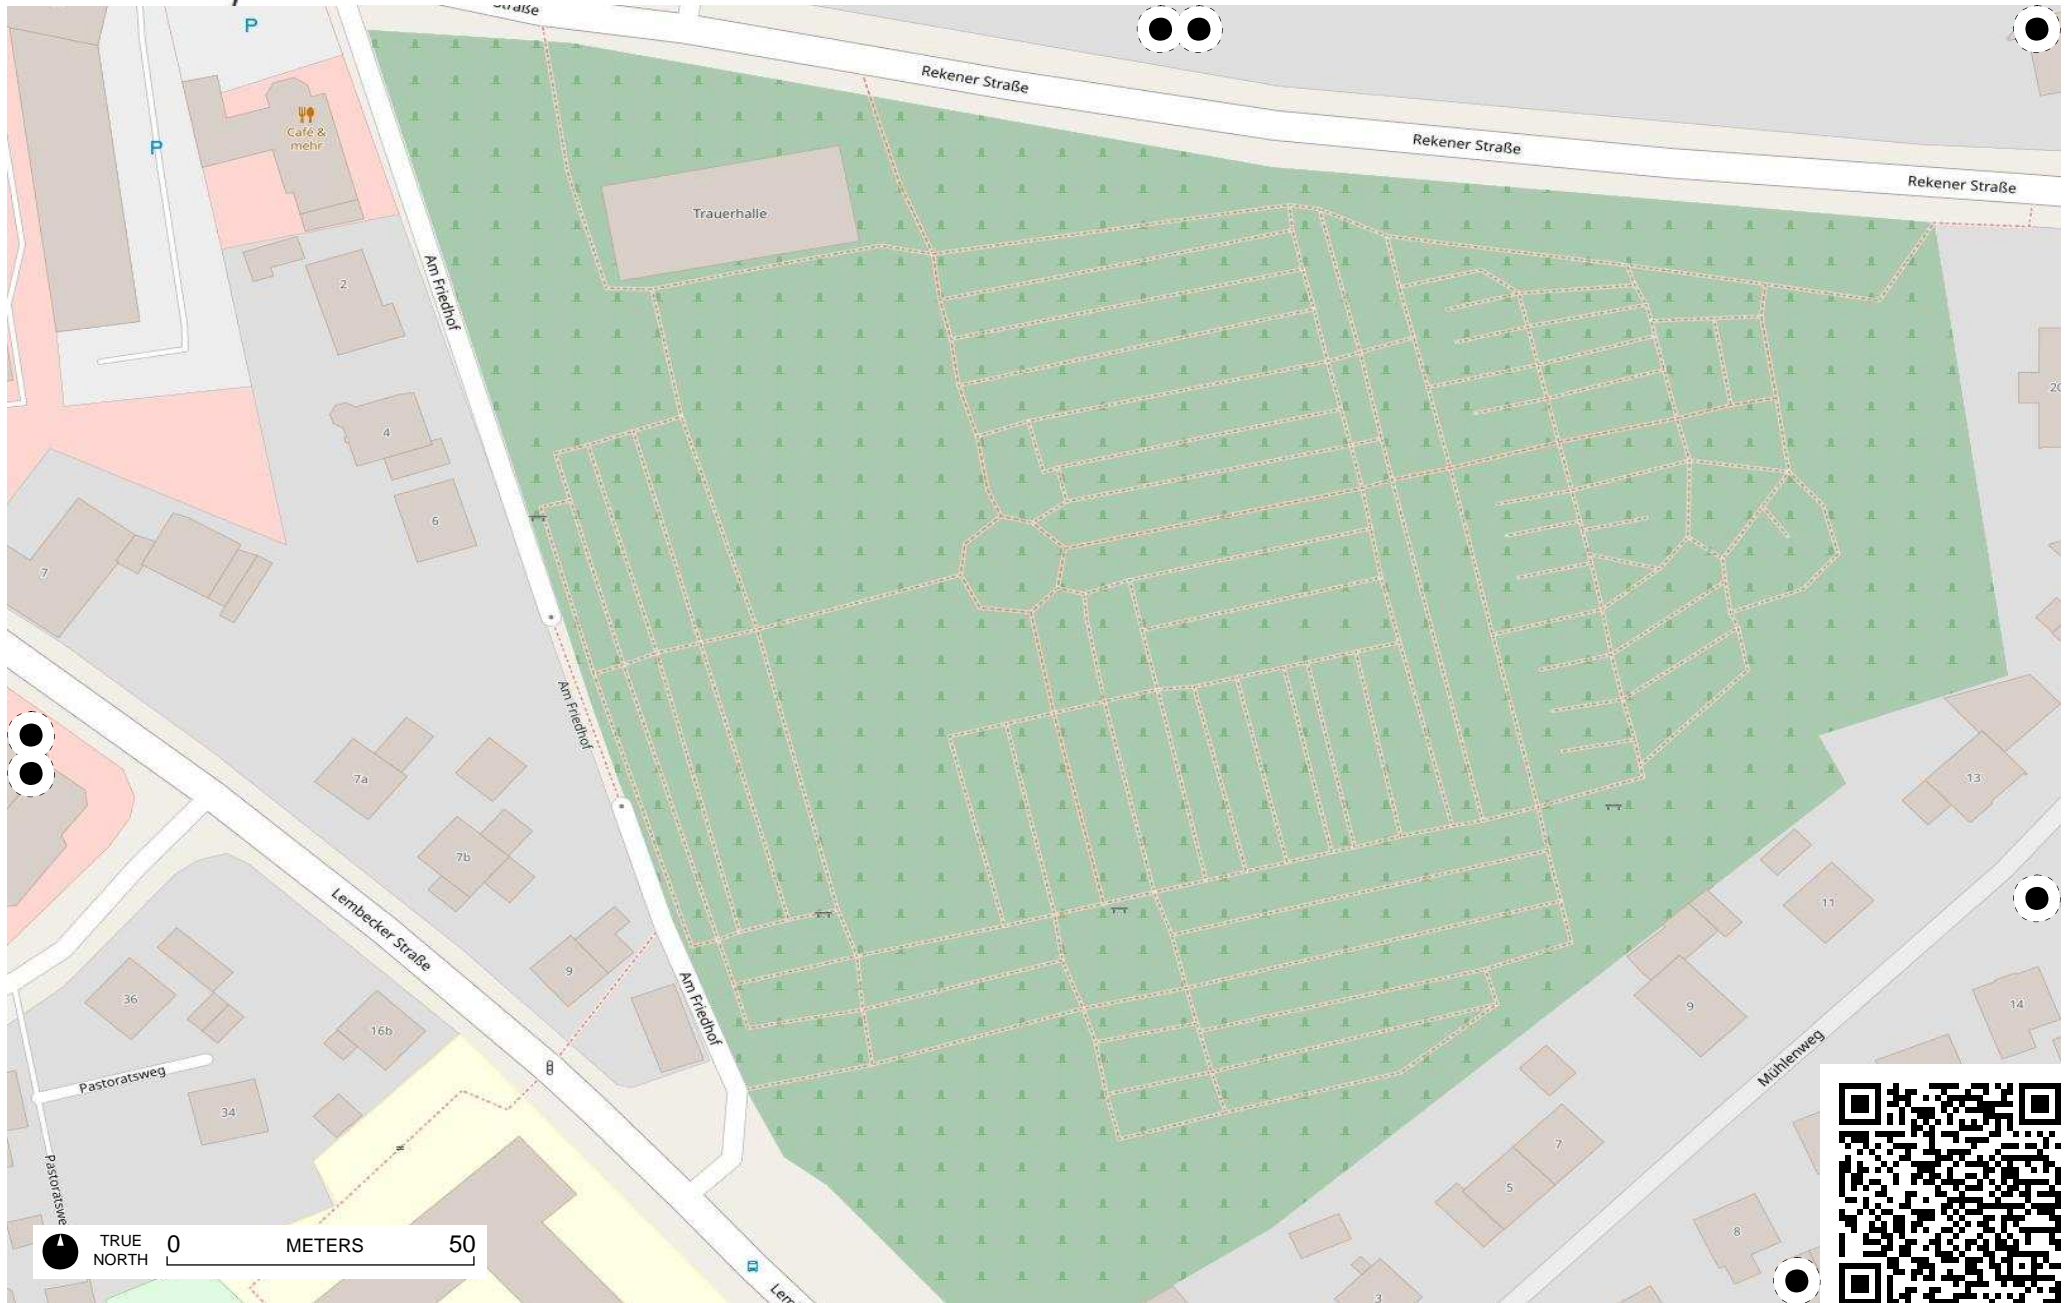 Straße
P
Rekener Straße
Café &
mehr
P
Rekener Straße
Rekener Straße
Trauerhalle
Am Friedhof
2
4
6
7
Am Friedhof
7a
13
7b
11
Lembecker Straße
9
36
16b
Am Friedhof
9
14
Mühlenweg
Pastoratsweg
34
7
5
8
3
TRUE
NORTH
0
METERS
50